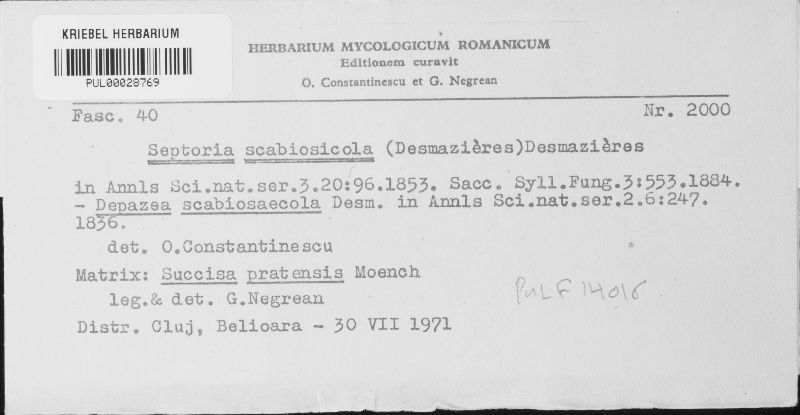 KRIEBEL HERBARIUM
PUL00028769
HERBARIUM MYCOLOGICUM ROMANICUM
Editionem curavit
O. Constantinescu et G. Negrean
Fasc. 40 Nr. 2000
Septoria scabiosicola (Desmazières)Desmazières
in Annls Sci.nat.ser.3.20:96.1853. Sacc. Syll.Fung.3:553.1884.
- Depazea scabiosaecola Desm. in Annls Sci.nat.ser.2.6:247.
1836.
det. O.Constantinescu
Matrix: Succisa pratensis Moench
leg.& det. G.Negrean
PUL F 14016
Distr. Cluj, Belioara - 30 VII 1971